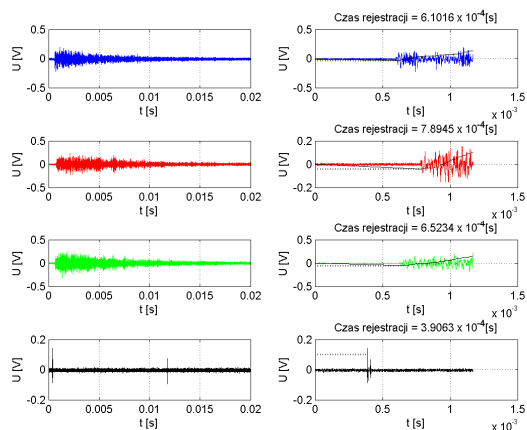 Czas rejestracji = 6.1016 x 10^-4[s]
U [V]
0.5
0
-0.5
0 0.005 0.01 0.015 0.02
t [s]
0.5
0
-0.5
0 0.5 1 1.5
t [s]
x 10^-3
Czas rejestracji = 7.8945 x 10^-4[s]
U [V]
0.5
0
-0.5
0 0.005 0.01 0.015 0.02
t [s]
U [V]
0.2
0
-0.2
0 0.5 1 1.5
t [s]
x 10^-3
Czas rejestracji = 6.5234 x 10^-4[s]
U [V]
0.5
0
-0.5
0 0.005 0.01 0.015 0.02
t [s]
U [V]
0.5
0
-0.5
0 0.5 1 1.5
t [s]
x 10^-3
Czas rejestracji = 3.9063 x 10^-4[s]
U [V]
0.2
0
-0.2
0 0.005 0.01 0.015 0.02
t [s]
U [V]
0.2
0
-0.2
0 0.5 1 1.5
t [s]
x 10^-3